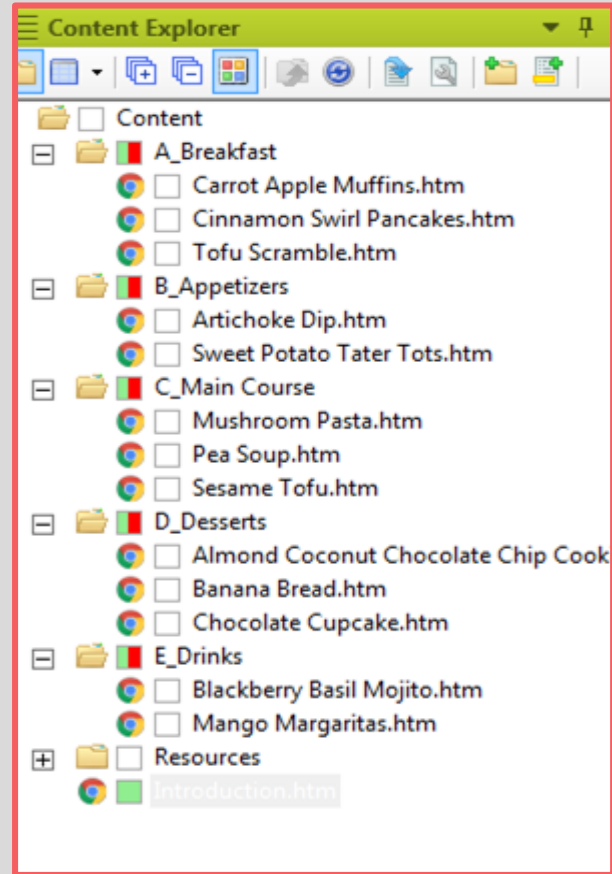 Content Explorer
Content
A_Breakfast
Carrot Apple Muffins.htm
Cinnamon Swirl Pancakes.htm
Tofu Scramble.htm
B_Appetizers
Artichoke Dip.htm
Sweet Potato Tater Tots.htm
C_Main Course
Mushroom Pasta.htm
Pea Soup.htm
Sesame Tofu.htm
D_Desserts
Almond Coconut Chocolate Chip Cook
Banana Bread.htm
Chocolate Cupcake.htm
E_Drinks
Blackberry Basil Mojito.htm
Mango Margaritas.htm
Resources
Introduction.htm